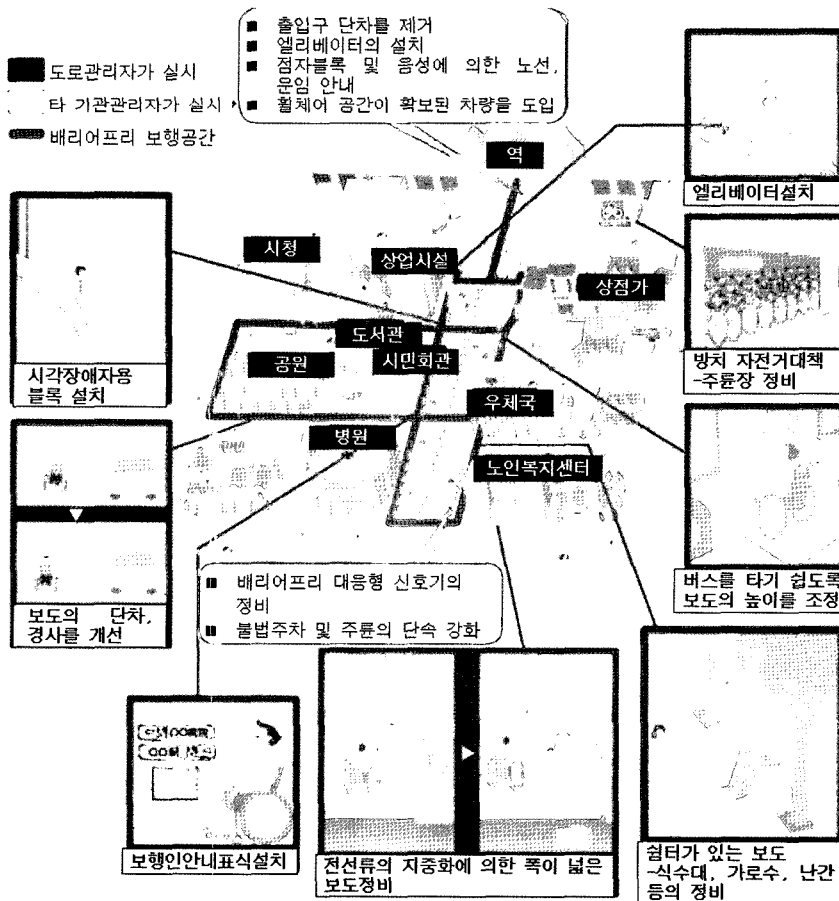 ■ 출입구 단차를 제거
■ 엘리베이터의 설치
■ 점자블록 및 음성에 의한 노선,
운임 안내
■ 휠체어 공간이 확보된 차량을 도입
도로관리자가 실시
타 기관관리자가 실시
배리어프리 보행공간
역
엘리베이터설치
시청
상업시설
상점가
도서관
공원
시민회관
방치 자전거대책
-주륜장 정비
시각장애자용
블록 설치
우체국
병원
노인복지센터
버스를 타기 쉽도록
보도의 높이를 조정
■ 배리어프리 대응형 신호기의
정비
■ 불법주차 및 주륜의 단속 강화
보도의 단차,
경사를 개선
보행인안내표식설치
전선류의 지중화에 의한 폭이 넓은
보도정비
쉼터가 있는 보도
-식수대, 가로수, 난간
등의 정비